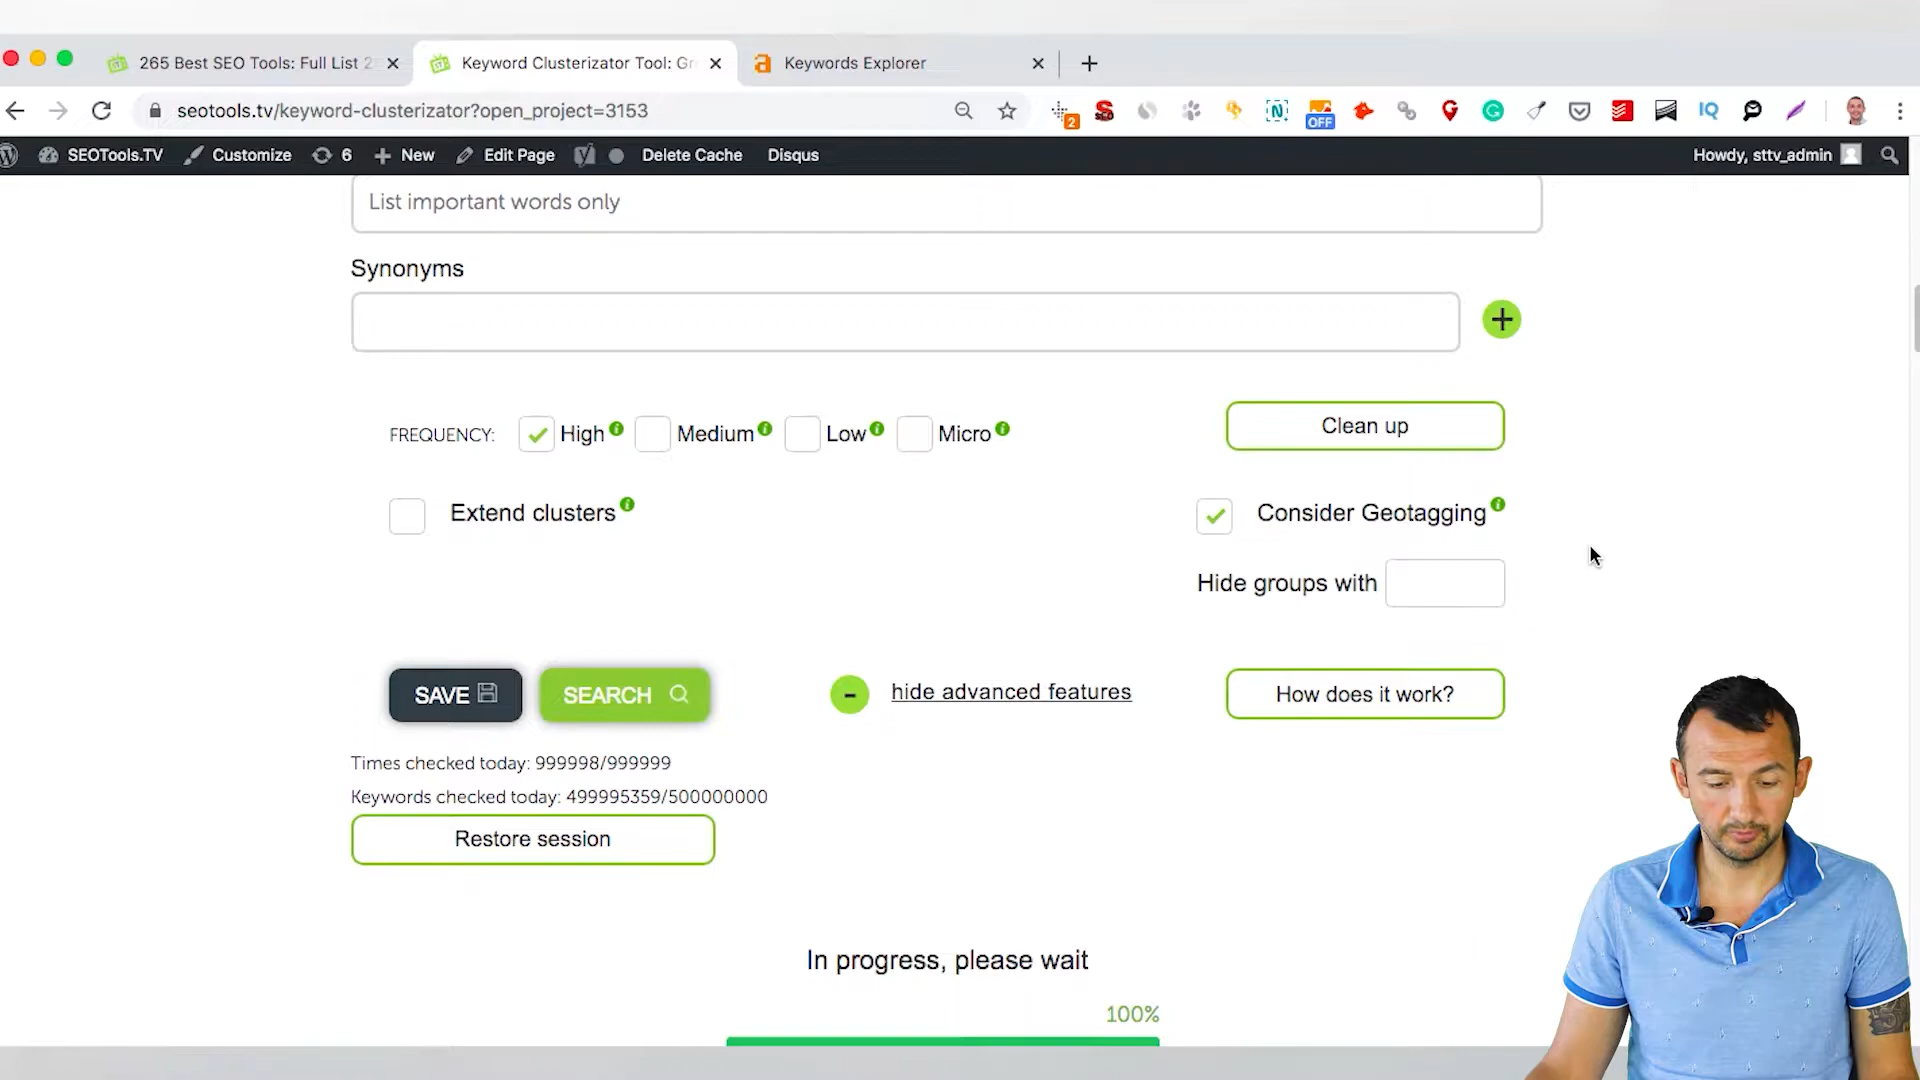 265 Best SEO Tools: Full List 2
Keyword Clusterizator Tool: Gr
Keywords Explorer
seotools.tv/keyword-clusterizator?open_project=3153
2
OFF
IQ
SEOTools.TV
Customize
6
New
Edit Page
Delete Cache
Disqus
Howdy, sttv_admin
List important words only
Synonyms
FREQUENCY:
High
Medium
Low
Micro
Clean up
Extend clusters
Consider Geotagging
Hide groups with
SAVE
SEARCH
hide advanced features
How does it work?
Times checked today: 999998/999999
Keywords checked today: 499995359/500000000
Restore session
In progress, please wait
100%